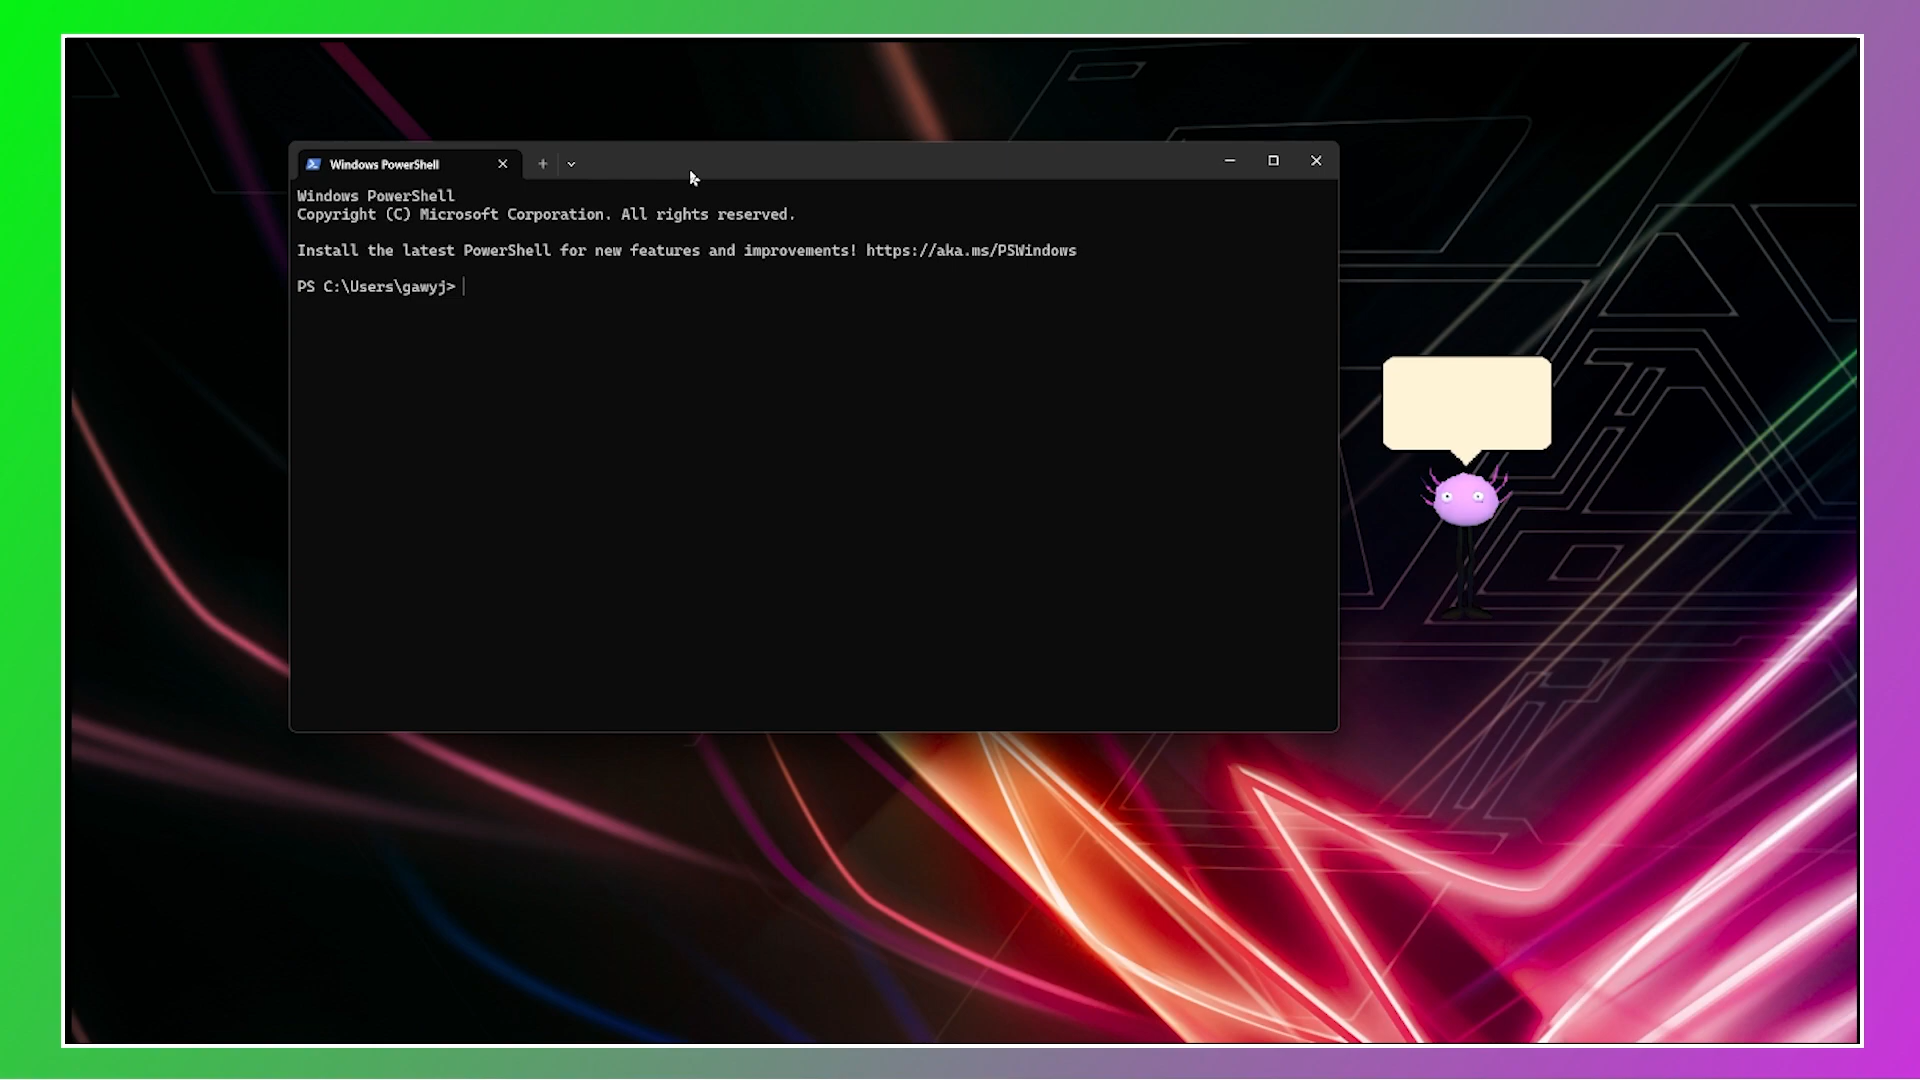 Windows PowerShell
Windows PowerShell
Copyright (C) Microsoft Corporation. All rights reserved.
Install the latest PowerShell for new features and improvements! https://aka.ms/PSWindows
PS C:\Users\gawyj>